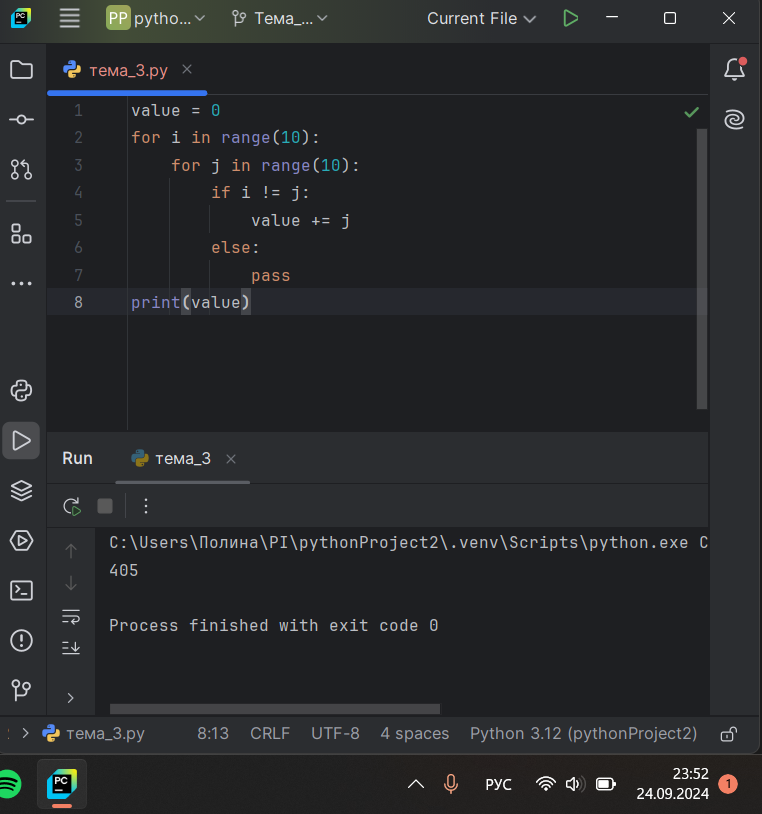 PC
PP pytho...
Тема_...
Current File
тема_3.py
1 value = 0
2 for i in range(10):
3 for j in range(10):
4 if i != j:
5 value += j
6 else:
7 pass
8 print(value)
Run тема_3
C:\Users\Полина\PI\pythonProject2\.venv\Scripts\python.exe C
405
Process finished with exit code 0
тема_3.py 8:13 CRLF UTF-8 4 spaces Python 3.12 (pythonProject2)
PC
РУС
23:52
24.09.2024
1